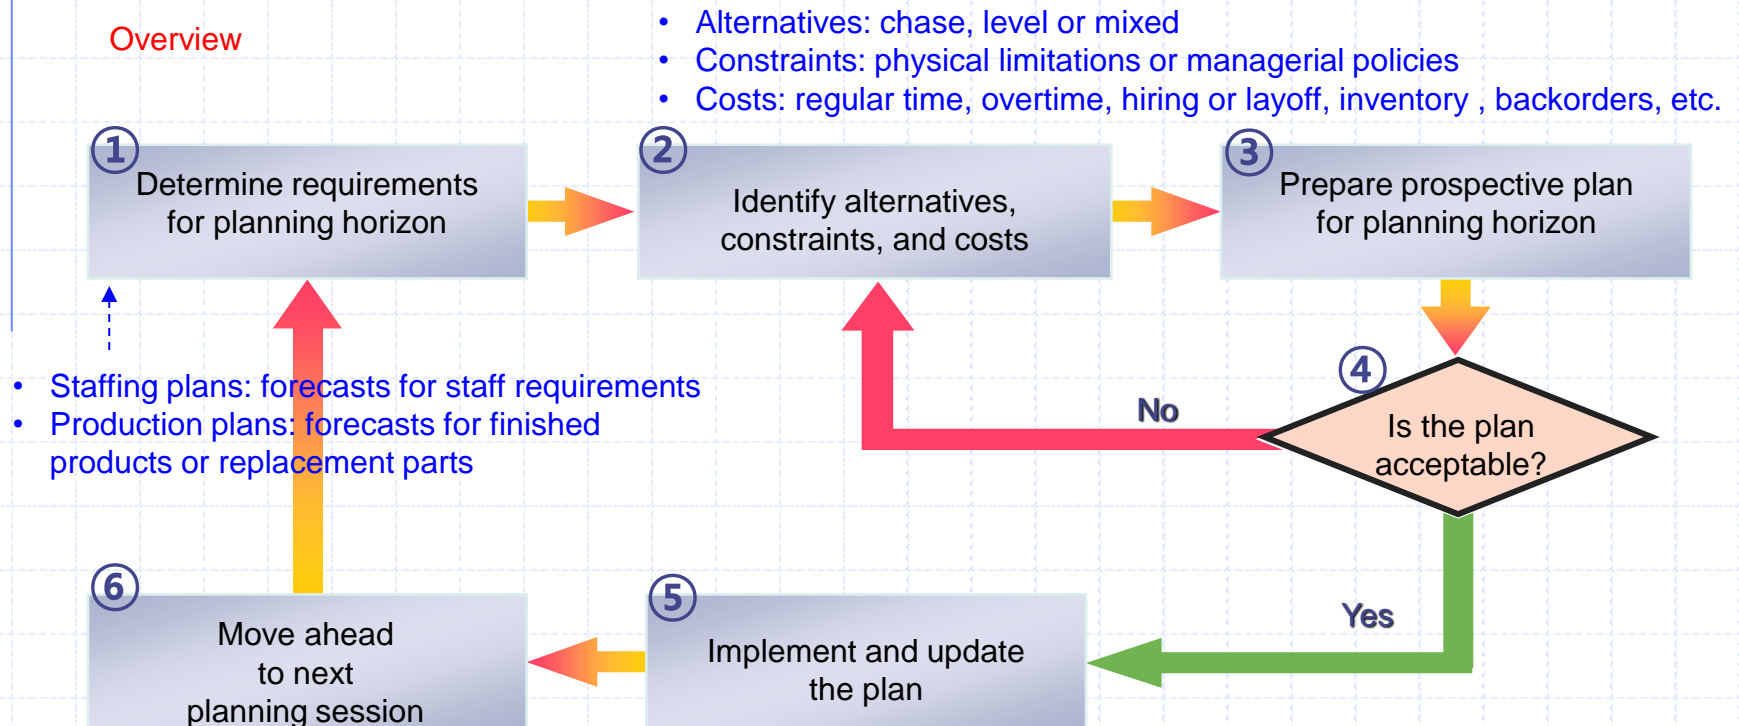 Overview
• Alternatives: chase, level or mixed
• Constraints: physical limitations or managerial policies
• Costs: regular time, overtime, hiring or layoff, inventory , backorders, etc.
①
Determine requirements
for planning horizon
②
Identify alternatives,
constraints, and costs
③
Prepare prospective plan
for planning horizon
④
Is the plan
acceptable?
No
• Staffing plans: forecasts for staff requirements
• Production plans: forecasts for finished
products or replacement parts
Yes
⑤
Implement and update
the plan
⑥
Move ahead
to next
planning session